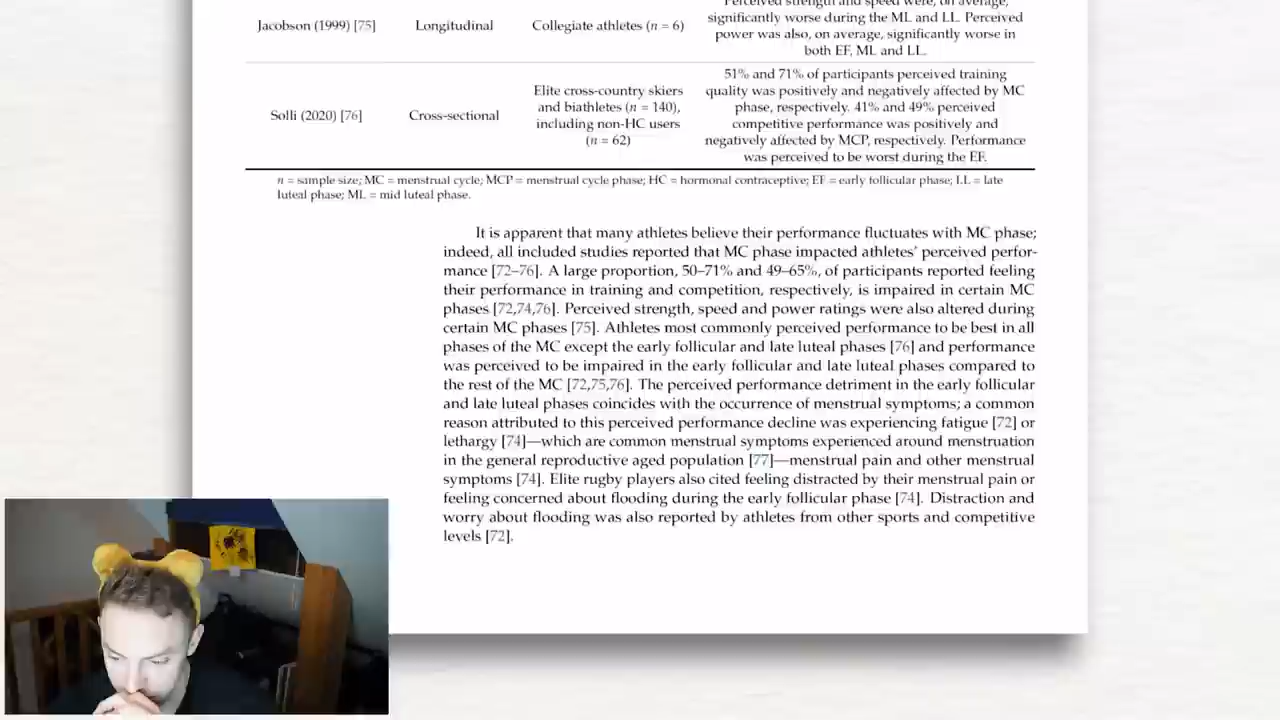 Perceived strength and speed were, on average,
Jacobson (1999) [75] Longitudinal Collegiate athletes (n = 6) significantly worse during the ML and LL. Perceived
power was also, on average, significantly worse in
both EF, ML and LL.
Solli (2020) [76] Cross-sectional Elite cross-country skiers
and biathletes (n = 140),
including non-HC users
(n = 62)
51% and 71% of participants perceived training
quality was positively and negatively affected by MC
phase, respectively. 41% and 49% perceived
competitive performance was positively and
negatively affected by MCP, respectively. Performance
was perceived to be worst during the EF.
n = sample size; MC = menstrual cycle; MCP = menstrual cycle phase; HC = hormonal contraceptive; EF = early follicular phase; LL = late
luteal phase; ML = mid luteal phase.
It is apparent that many athletes believe their performance fluctuates with MC phase;
indeed, all included studies reported that MC phase impacted athletes' perceived perfor-
mance [72–76]. A large proportion, 50–71% and 49–65%, of participants reported feeling
their performance in training and competition, respectively, is impaired in certain MC
phases [72,74,76]. Perceived strength, speed and power ratings were also altered during
certain MC phases [75]. Athletes most commonly perceived performance to be best in all
phases of the MC except the early follicular and late luteal phases [76] and performance
was perceived to be impaired in the early follicular and late luteal phases compared to
the rest of the MC [72,75,76]. The perceived performance detriment in the early follicular
and late luteal phases coincides with the occurrence of menstrual symptoms; a common
reason attributed to this perceived performance decline was experiencing fatigue [72] or
lethargy [74]—which are common menstrual symptoms experienced around menstruation
in the general reproductive aged population [77]—menstrual pain and other menstrual
symptoms [74]. Elite rugby players also cited feeling distracted by their menstrual pain or
feeling concerned about flooding during the early follicular phase [74]. Distraction and
worry about flooding was also reported by athletes from other sports and competitive
levels [72].